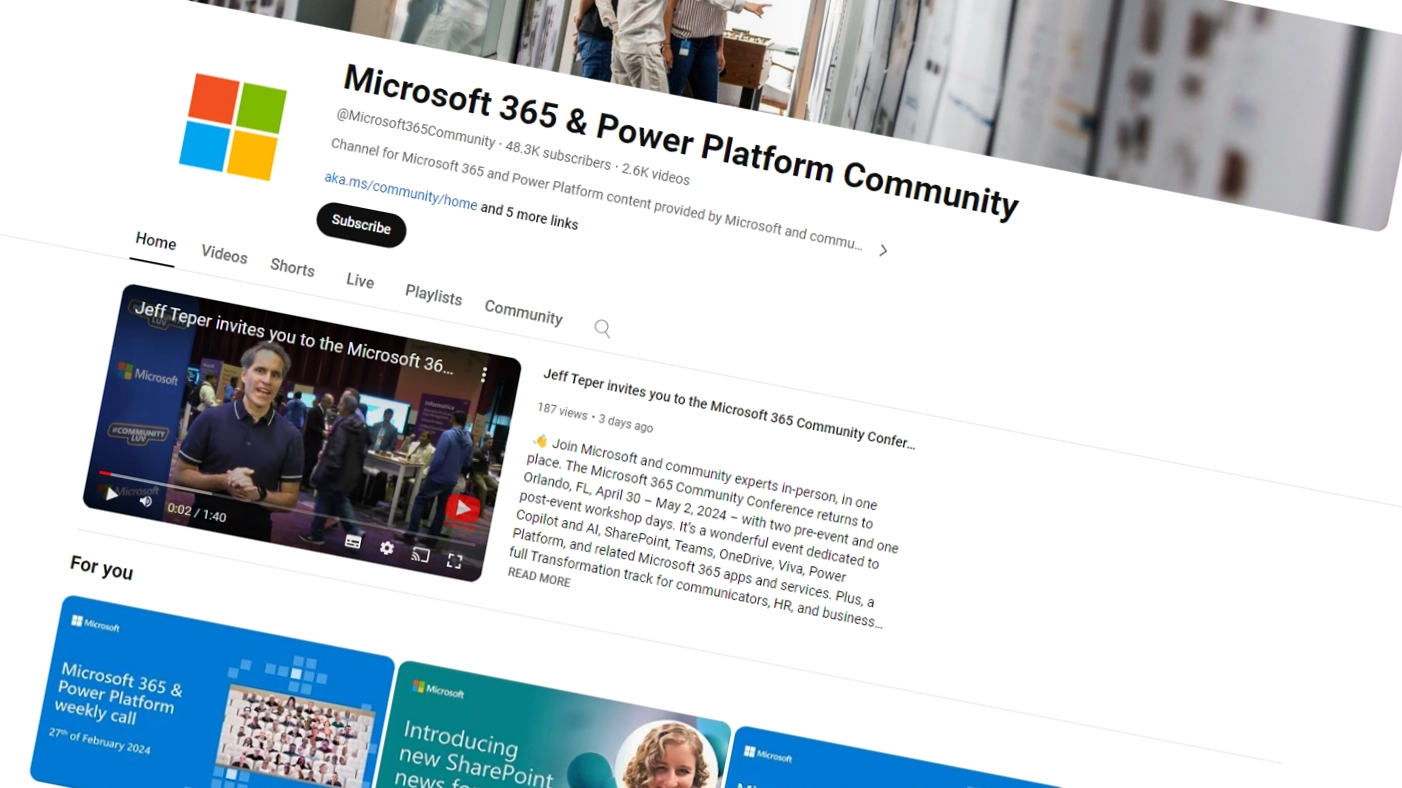 Microsoft 365 & Power Platform Community
@Microsoft365Community · 48.3K subscribers · 2.6K videos
Channel for Microsoft 365 and Power Platform content provided by Microsoft and commu...
aka.ms/community/home and 5 more links
Subscribe
Home Videos Shorts Live Playlists Community
Jeff Teper invites you to the Microsoft 36...
Microsoft
#COMMUNITY
LUV
Microsoft
0:02 / 1:40
Jeff Teper invites you to the Microsoft 365 Community Confer...
187 views · 3 days ago
👋 Join Microsoft and community experts in-person, in one
place. The Microsoft 365 Community Conference returns to
Orlando, FL, April 30 – May 2, 2024 – with two pre-event and one
post-event workshop days. It's a wonderful event dedicated to
Copilot and AI, SharePoint, Teams, OneDrive, Viva, Power
Platform, and related Microsoft 365 apps and services. Plus, a
full Transformation track for communicators, HR, and business...
READ MORE
For you
Microsoft
Microsoft 365 &
Power Platform
weekly call
27th of February 2024
Microsoft
Introducing
new SharePoint
Microsoft